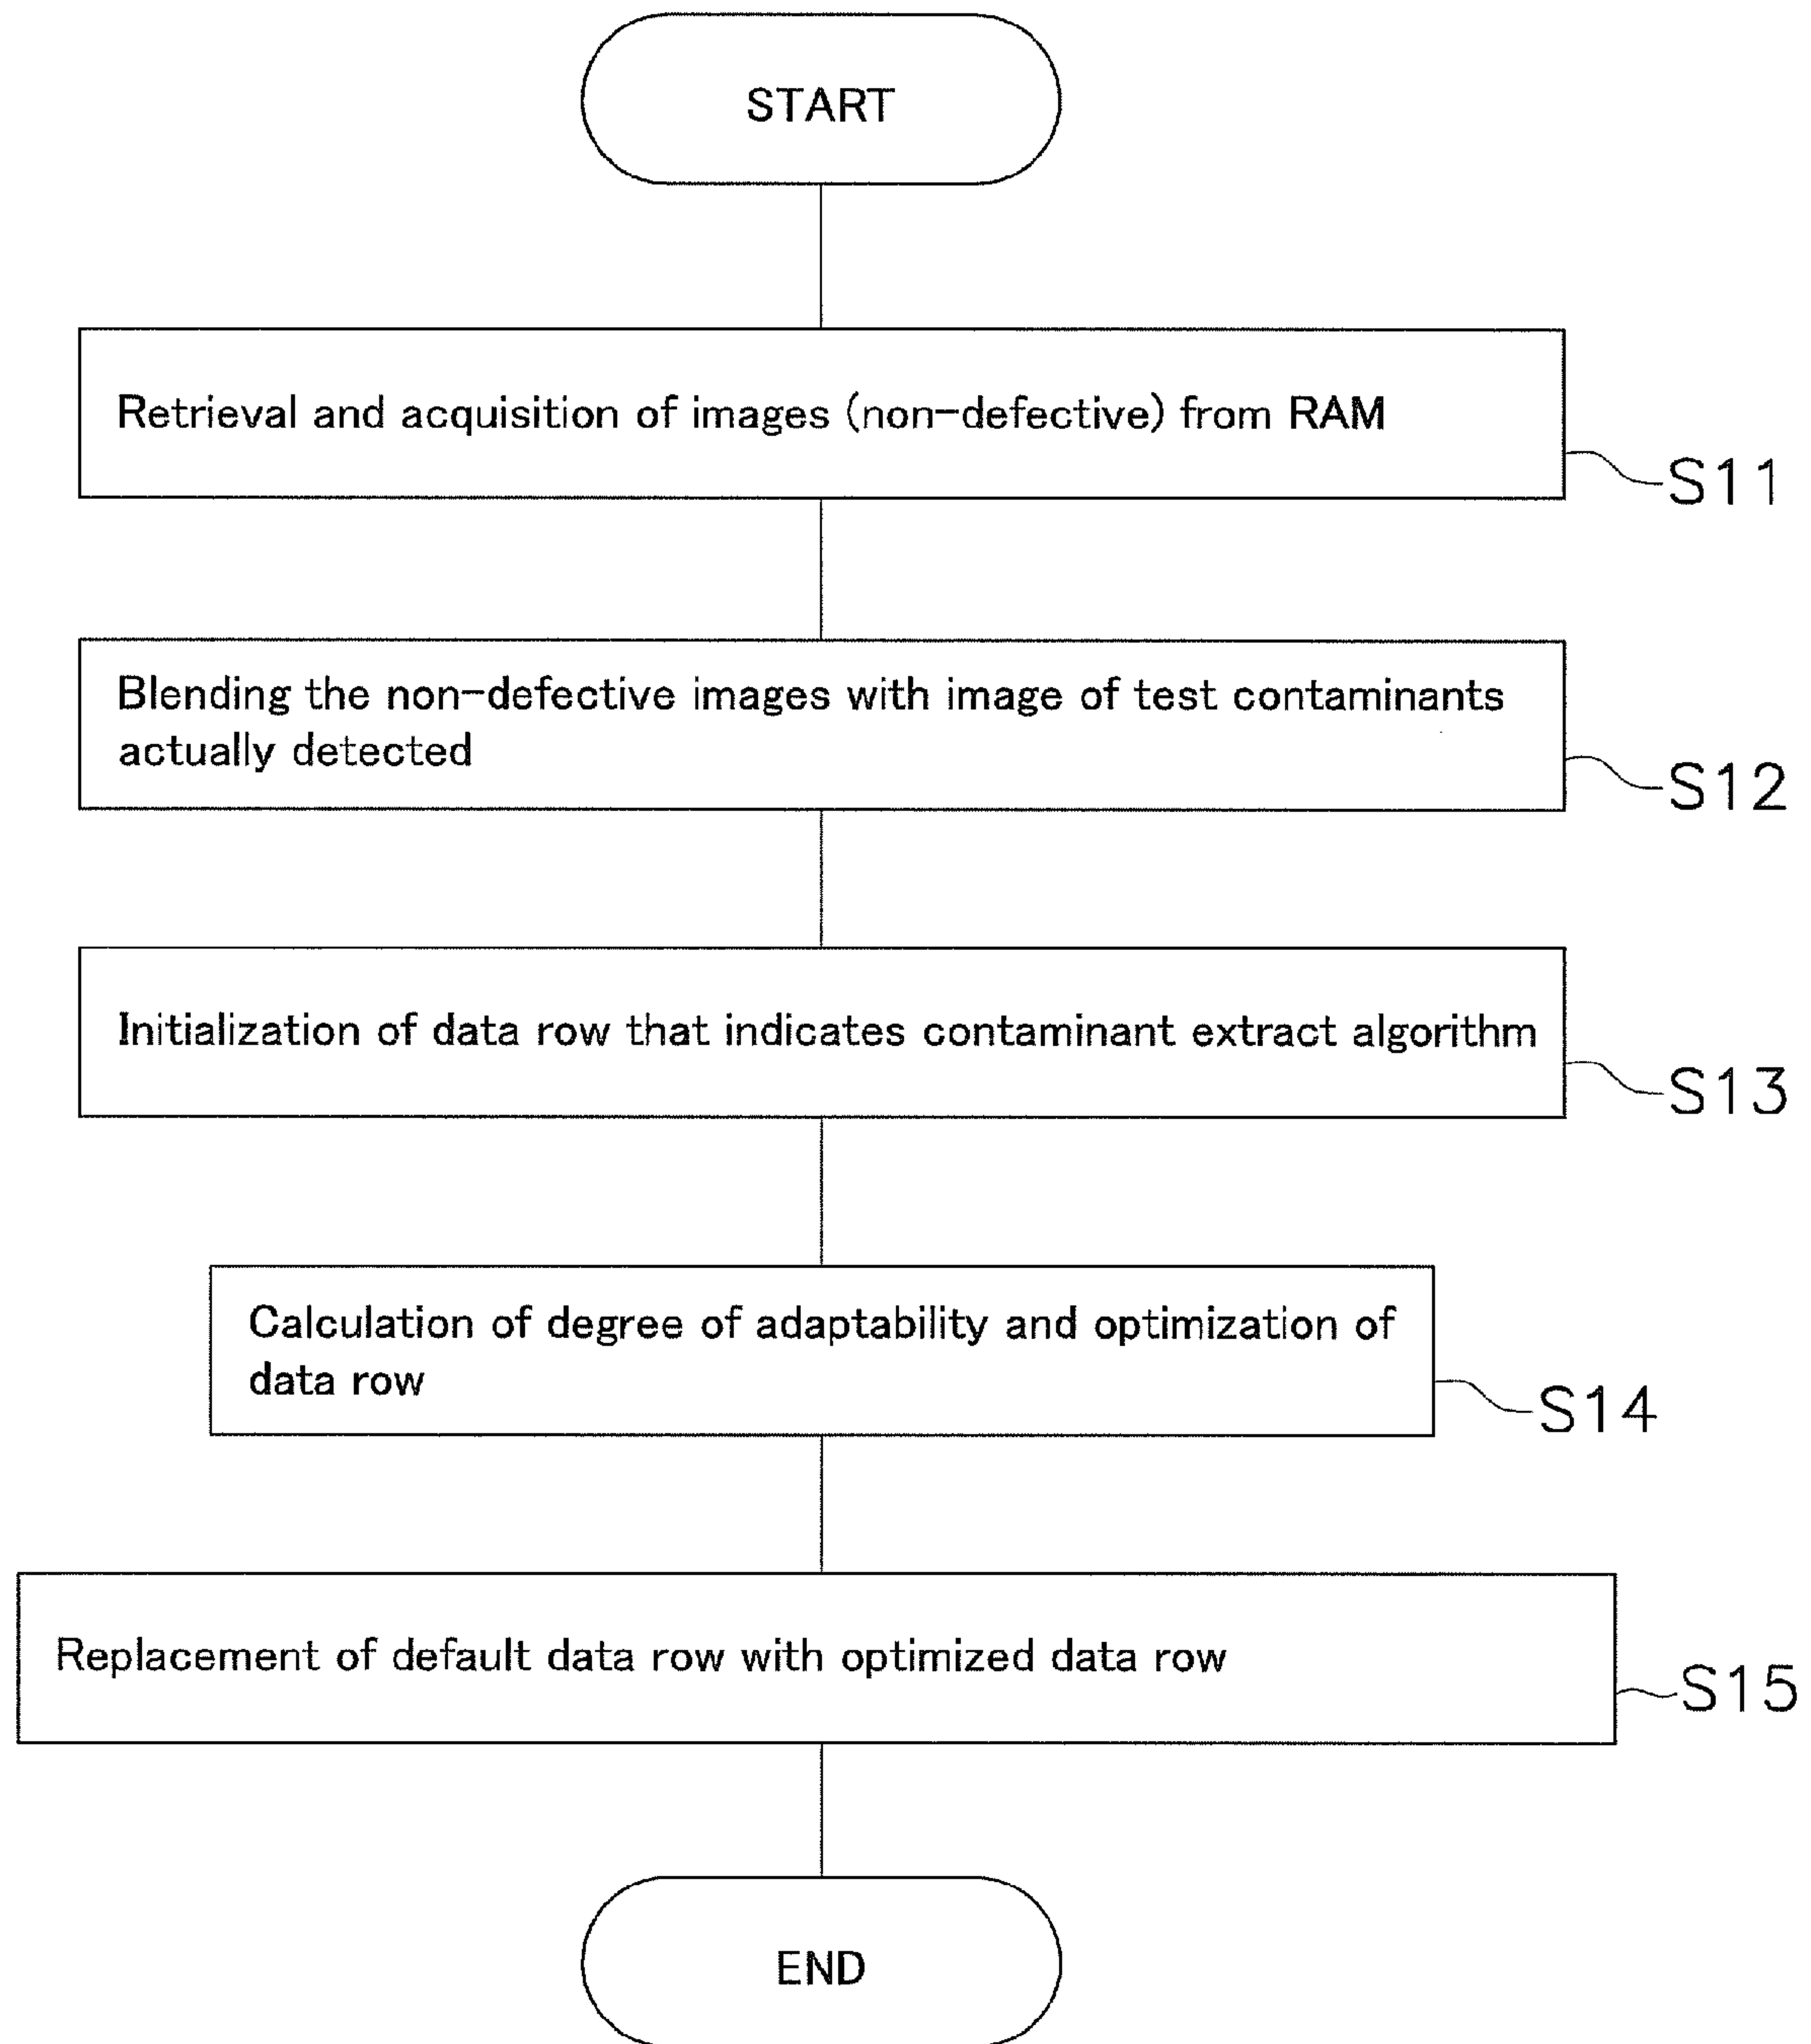 START
Retrieval and acquisition of images (non-defective) from RAM
S11
Blending the non-defective images with image of test contaminants
actually detected
S12
Initialization of data row that indicates contaminant extract algorithm
S13
Calculation of degree of adaptability and optimization of
data row
S14
Replacement of default data row with optimized data row
S15
END